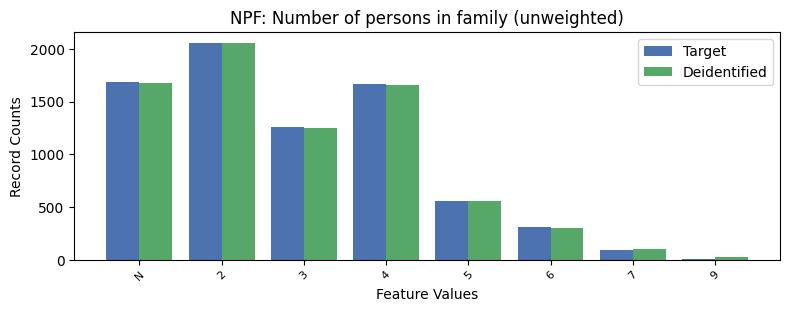 NPF: Number of persons in family (unweighted)
Target
Deidentified
Record Counts
2000
1500
1000
500
0
N 2 3 4 5 6 7 9
Feature Values